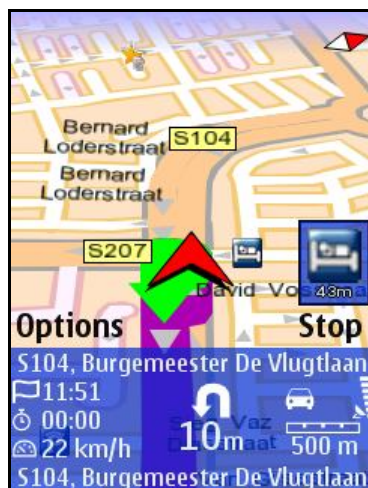 Bernard
Loderstraat
S104
Bernard
Loderstraat
S207
David Vos
43m
Options Stop
S104, Burgemeester De Vlugtlaan
11:51
00:00
22 km/h
10m
Vaz
500 m
S104, Burgemeester De Vlugtlaan